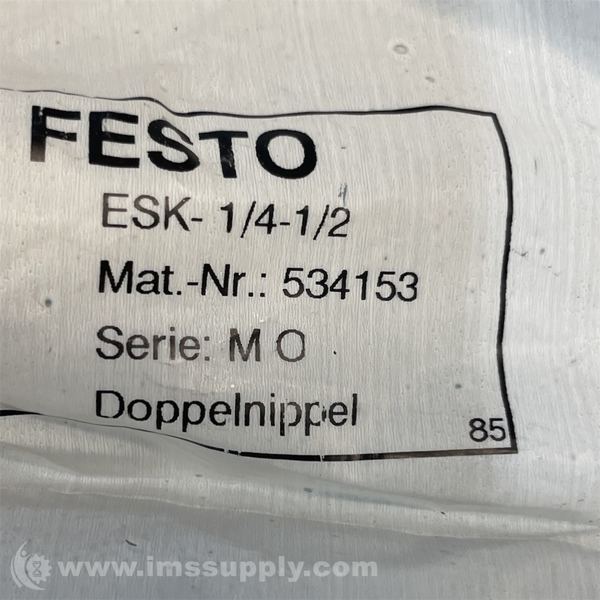 FESTO
ESK- 1/4-1/2
Mat.-Nr.: 534153
Serie: M O
Doppelnippel
85
www.imssupply.com